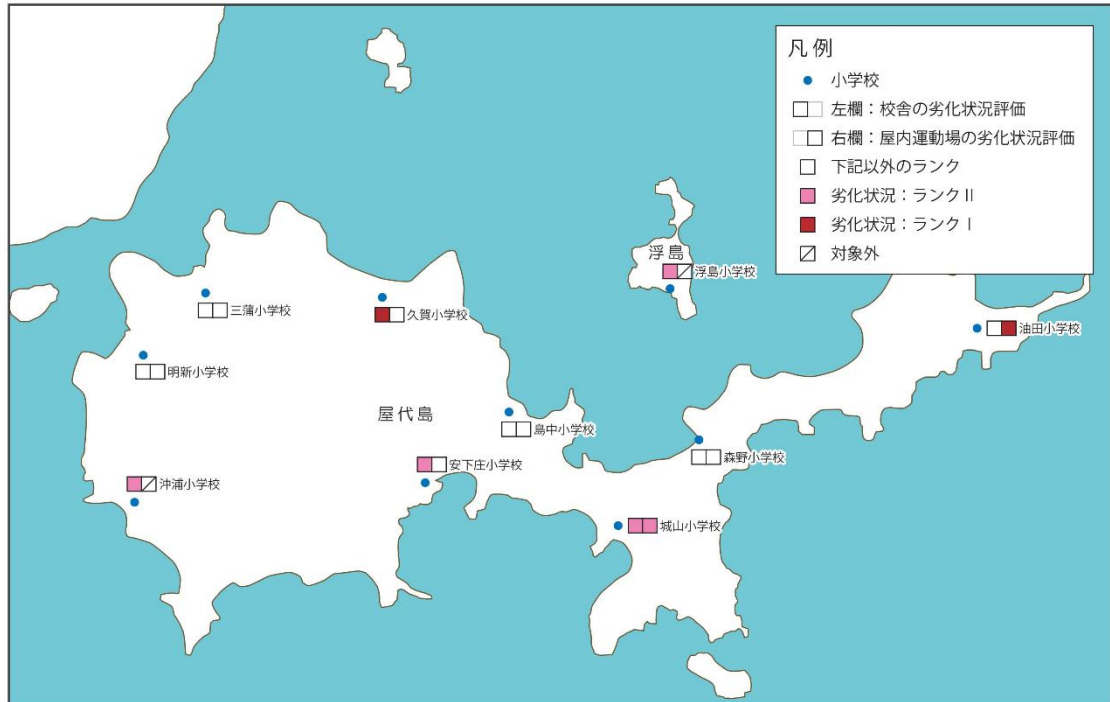 凡例
小学校
左欄：校舎の劣化状況評価
右欄：屋内運動場の劣化状況評価
下記以外のランク
劣化状況：ランクⅡ
劣化状況：ランクⅠ
対象外
浮島
浮島小学校
三蒲小学校
久賀小学校
油田小学校
明新小学校
屋代島
島中小学校
森野小学校
安下庄小学校
沖浦小学校
城山小学校